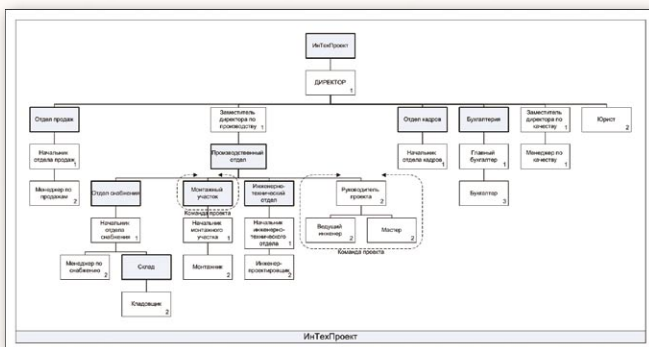 ИнТехПроект
ДИРЕКТОР
1
Отдел продаж
Заместитель
директора по
производству
1
Отдел кадров
Бухгалтерия
Заместитель
директора по
качеству
1
Юрист
2
Начальник
отдела продаж
1
Производственный
отдел
Начальник
отдела кадров
1
Главный
бухгалтер
1
Менеджер по
качеству
1
Менеджер по
продажам
2
Отдел снабжения
Монтажный
участок
Инженерно-
технический
отдел
Руководитель
проекта
2
Бухгалтер
3
Команда проекта
Начальник
отдела
снабжения
1
Начальник
монтажного
участка
1
Начальник
инженерно-
технического
отдела
1
Ведущий
инженер
2
Мастер
2
Команда проекта
Менеджер по
снабжению
2
Склад
Монтажник
2
Инженер-
проектировщик
2
Кладовщик
2
ИнТехПроект